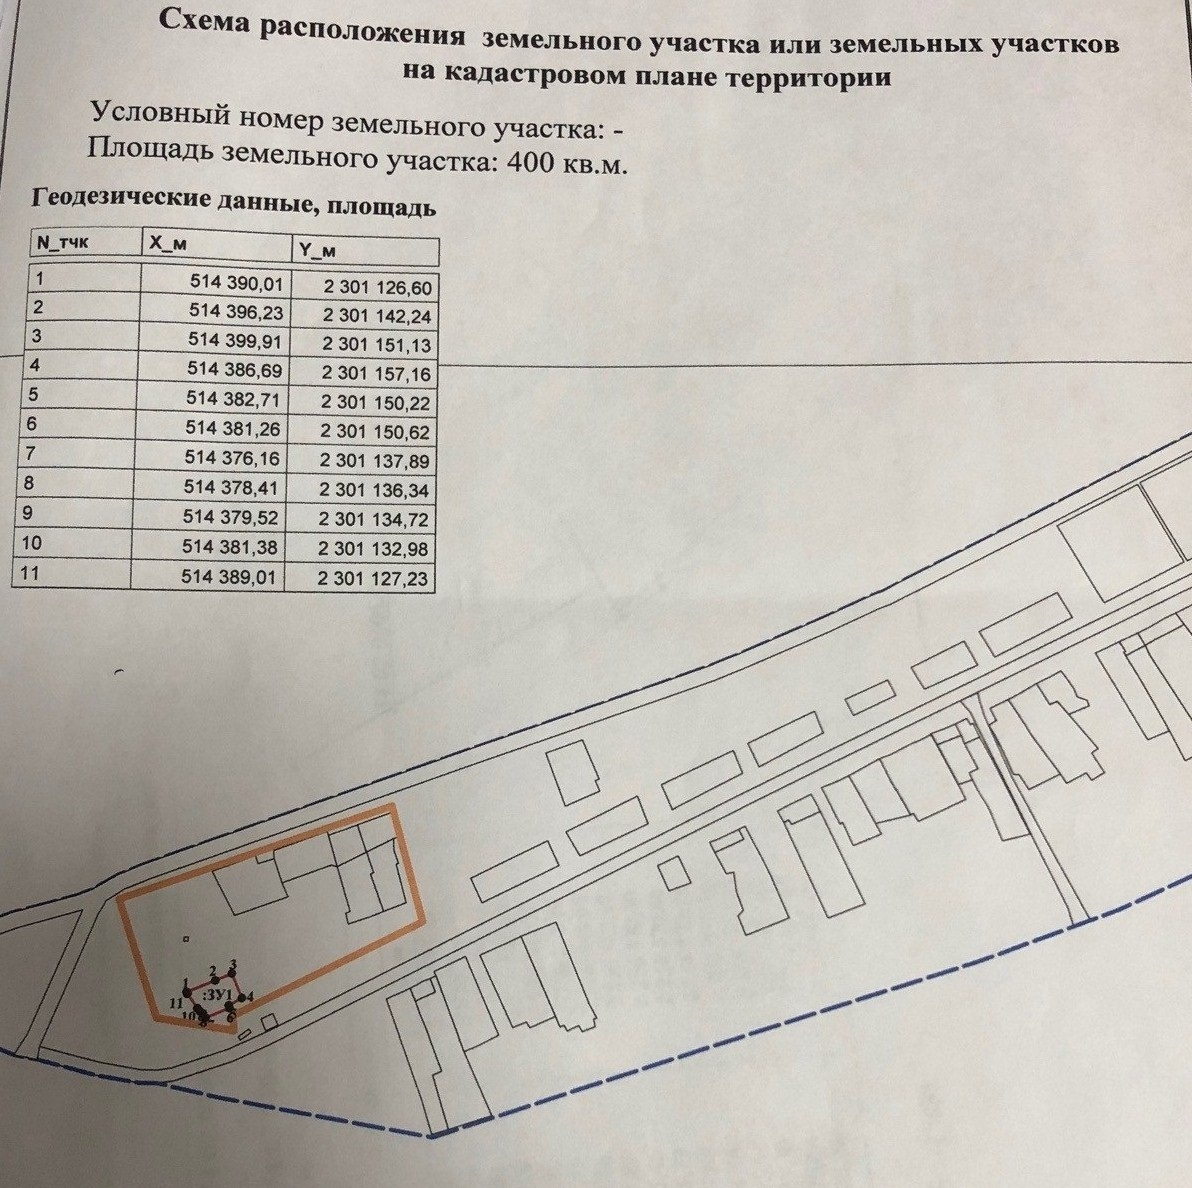 Схема расположения земельного участка или земельных участков
на кадастровом плане территории
Условный номер земельного участка: -
Площадь земельного участка: 400 кв.м.
Геодезические данные, площадь
N_тчк X_м Y_м
1 514 390,01 2 301 126,60
2 514 396,23 2 301 142,24
3 514 399,91 2 301 151,13
4 514 386,69 2 301 157,16
5 514 382,71 2 301 150,22
6 514 381,26 2 301 150,62
7 514 376,16 2 301 137,89
8 514 378,41 2 301 136,34
9 514 379,52 2 301 134,72
10 514 381,38 2 301 132,98
11 514 389,01 2 301 127,23
3
2
1
:ЗУ1
4
11
10
6